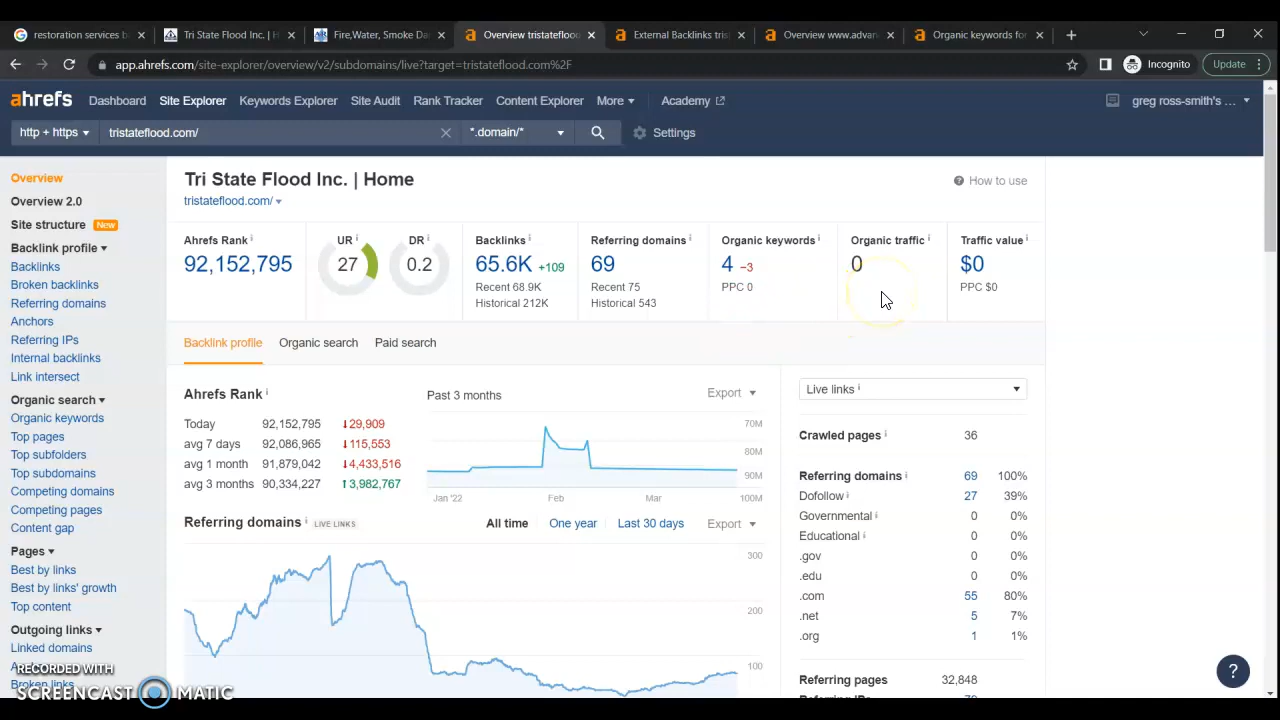 restoration services b
Tri State Flood Inc. | H
Fire,Water, Smoke Da
Overview tristatefloo
External Backlinks tris
Overview www.advan
Organic keywords for
app.ahrefs.com/site-explorer/overview/v2/subdomains/live?target=tristateflood.com%2F
Incognito
Update
ahrefs
Dashboard
Site Explorer
Keywords Explorer
Site Audit
Rank Tracker
Content Explorer
More
Academy
greg ross-smith's ...
http + https
tristateflood.com/
*.domain/*
Settings
Overview
Overview 2.0
Site structure New
Backlink profile
Backlinks
Broken backlinks
Referring domains
Anchors
Referring IPs
Internal backlinks
Link intersect
Organic search
Organic keywords
Top pages
Top subfolders
Top subdomains
Competing domains
Competing pages
Content gap
Pages
Best by links
Best by links' growth
Top content
Outgoing links
Linked domains
Broken links
Tri State Flood Inc. | Home
How to use
tristateflood.com/
Ahrefs Rank
92,152,795
UR
27
DR
0.2
Backlinks
65.6K +109
Recent 68.9K
Historical 212K
Referring domains
69
Recent 75
Historical 543
Organic keywords
4 −3
PPC 0
Organic traffic
0
Traffic value
$0
PPC $0
Backlink profile
Organic search
Paid search
Ahrefs Rank
Today 92,152,795 ↓29,909
avg 7 days 92,086,965 ↓115,553
avg 1 month 91,879,042 ↓4,433,516
avg 3 months 90,334,227 ↑3,982,767
Past 3 months
Export
70M
80M
90M
100M
Jan '22
Feb
Mar
Referring domains LIVE LINKS
All time
One year
Last 30 days
Export
300
200
100
Live links
Crawled pages 36
Referring domains 69 100%
Dofollow 27 39%
Governmental 0 0%
Educational 0 0%
.gov 0 0%
.edu 0 0%
.com 55 80%
.net 5 7%
.org 1 1%
Referring pages 32,848
?
RECORDED WITH
SCREENCAST MATIC